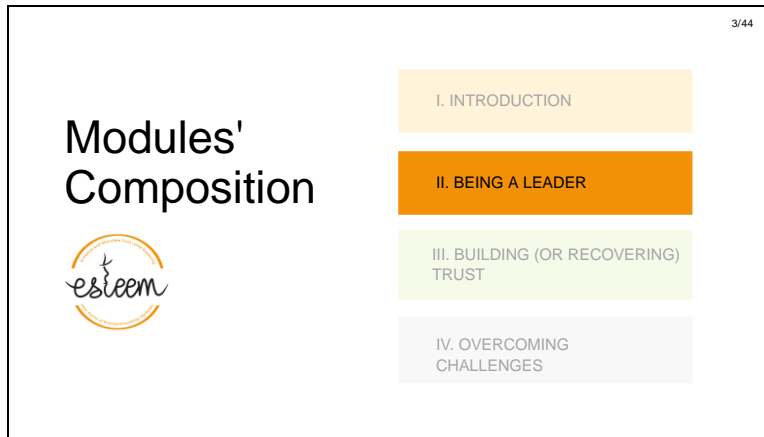 3/44
Modules'
Composition
esteem
I. INTRODUCTION
II. BEING A LEADER
III. BUILDING (OR RECOVERING)
TRUST
IV. OVERCOMING
CHALLENGES